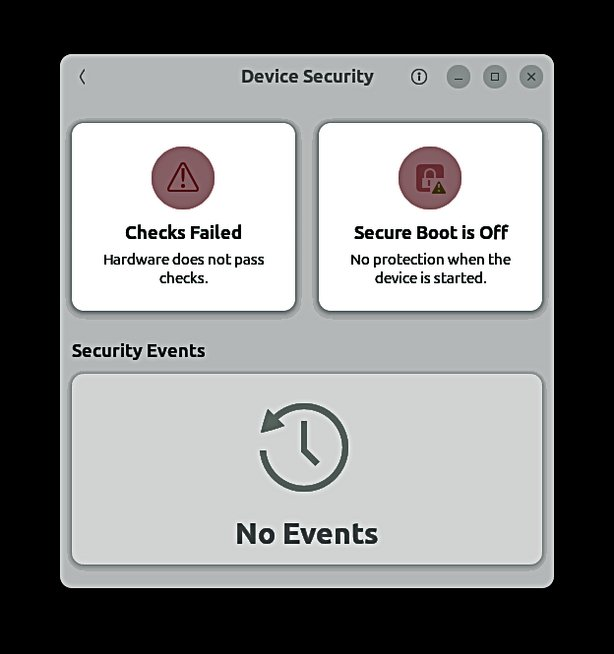 Device Security
Checks Failed
Hardware does not pass
checks.
Secure Boot is Off
No protection when the
device is started.
Security Events
No Events